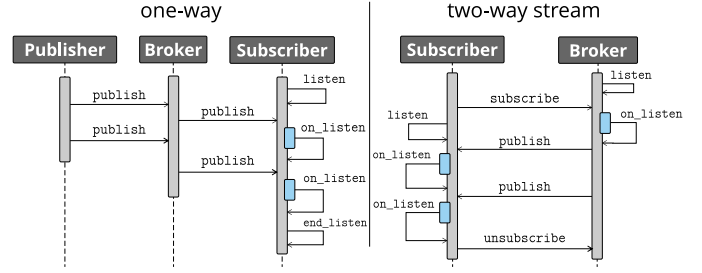 one-way
two-way stream
Publisher
Broker
Subscriber
listen
publish
publish
on_listen
publish
publish
on_listen
end_listen
Subscriber
Broker
listen
subscribe
on_listen
listen
publish
on_listen
publish
on_listen
unsubscribe